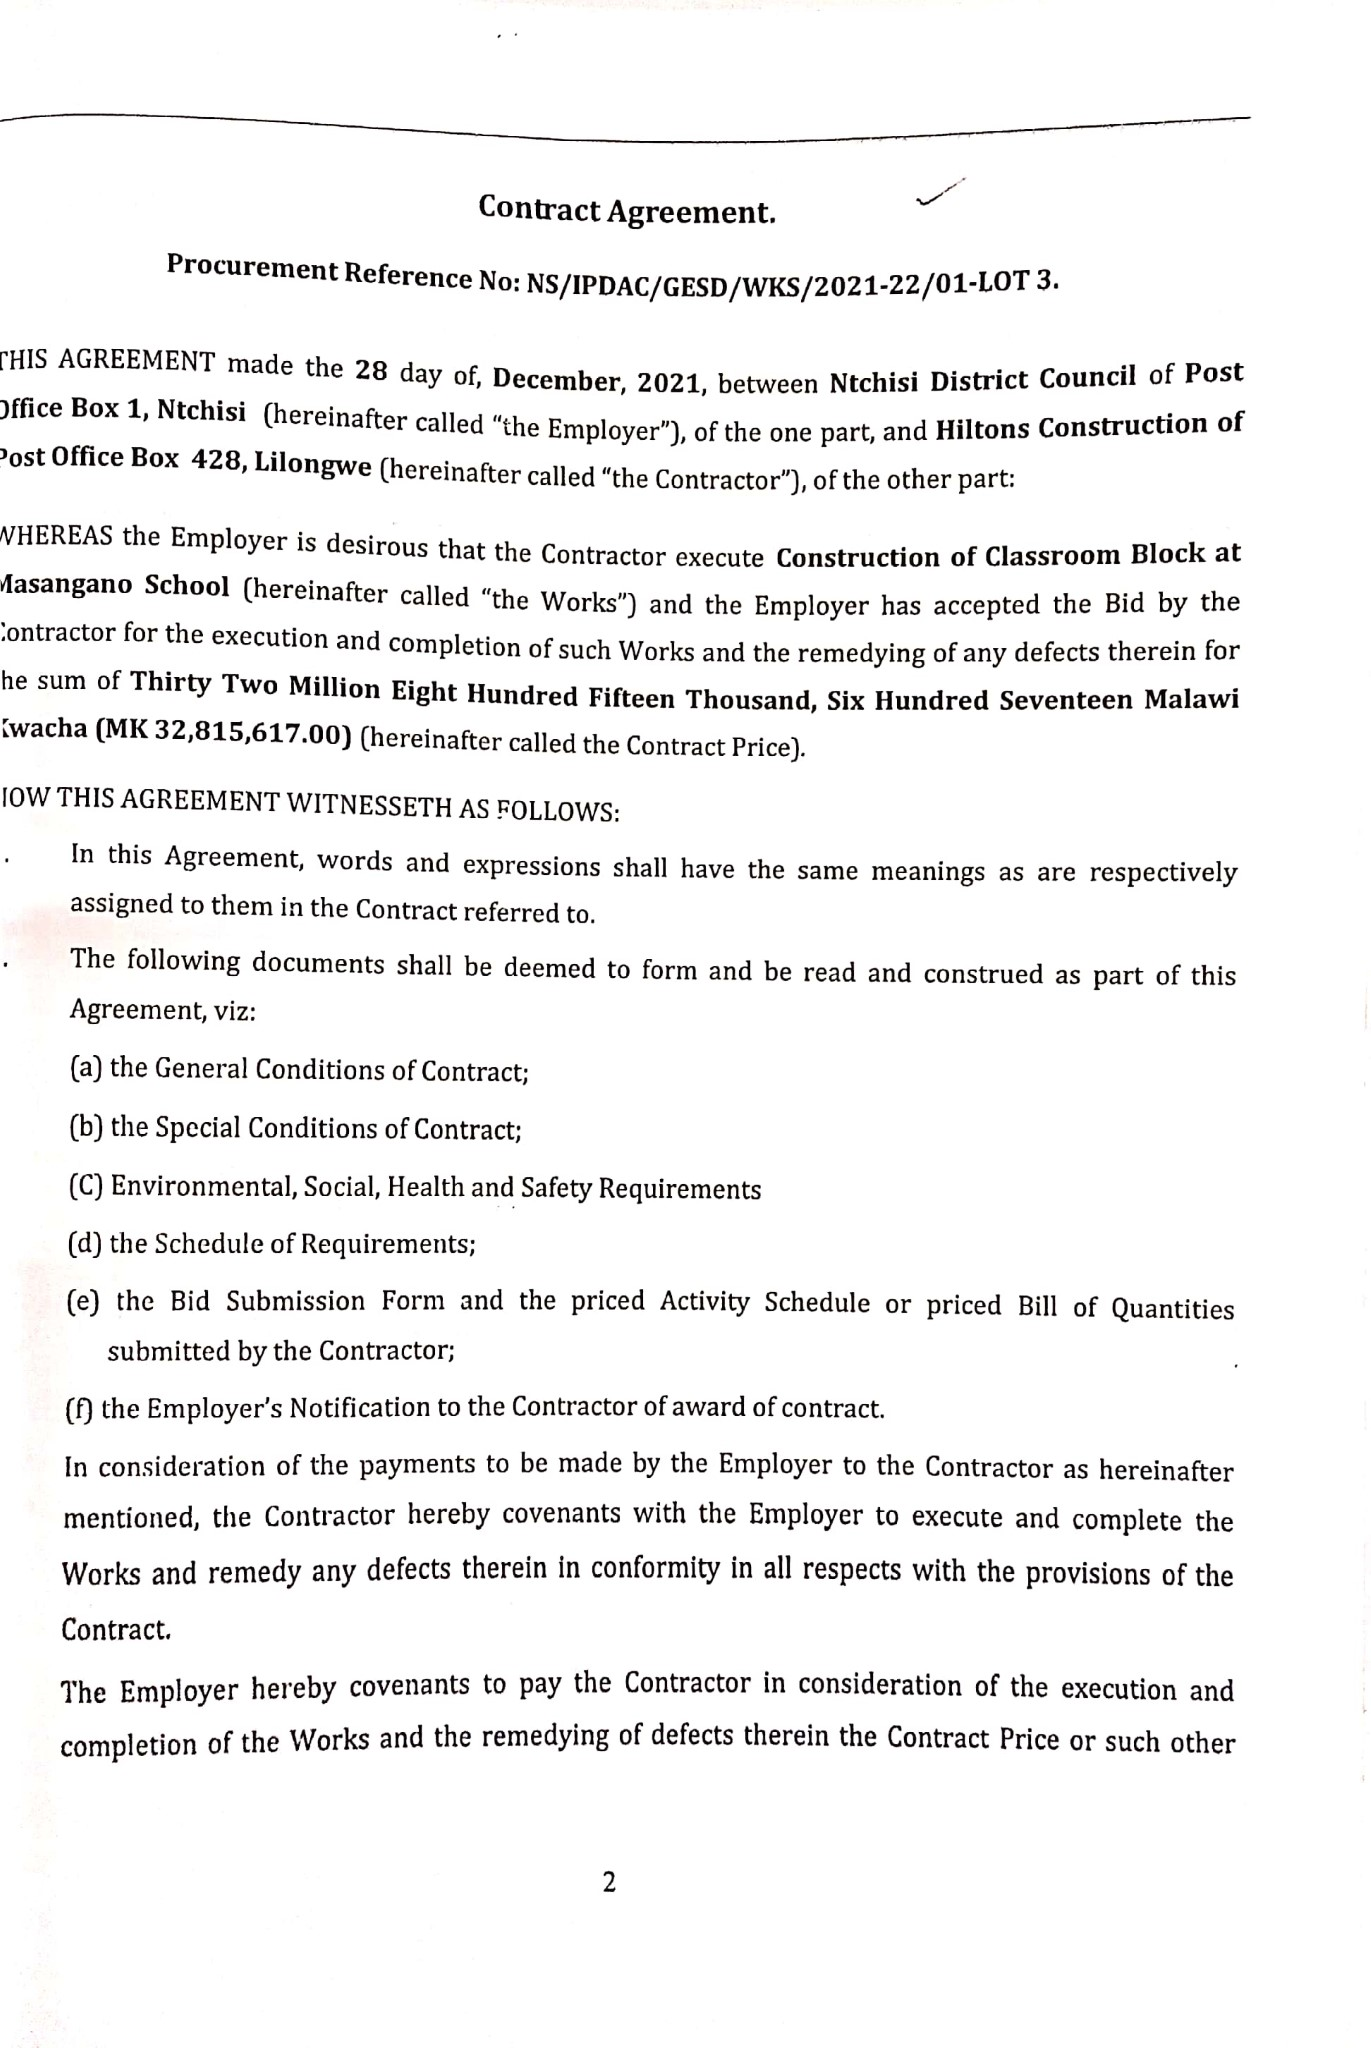 Contract Agreement.
Procurement Reference No: NS/IPDAC/GESD/WKS/2021-22/01-LOT 3.
THIS AGREEMENT made the 28 day of, December, 2021, between Ntchisi District Council of Post
Office Box 1, Ntchisi (hereinafter called “the Employer”), of the one part, and Hiltons Construction of
Post Office Box 428, Lilongwe (hereinafter called “the Contractor”), of the other part:
WHEREAS the Employer is desirous that the Contractor execute Construction of Classroom Block at
Masangano School (hereinafter called “the Works”) and the Employer has accepted the Bid by the
Contractor for the execution and completion of such Works and the remedying of any defects therein for
he sum of Thirty Two Million Eight Hundred Fifteen Thousand, Six Hundred Seventeen Malawi
Kwacha (MK 32,815,617.00) (hereinafter called the Contract Price).
IOW THIS AGREEMENT WITNESSETH AS FOLLOWS:
. In this Agreement, words and expressions shall have the same meanings as are respectively
assigned to them in the Contract referred to.
. The following documents shall be deemed to form and be read and construed as part of this
Agreement, viz:
(a) the General Conditions of Contract;
(b) the Special Conditions of Contract;
(C) Environmental, Social, Health and Safety Requirements
(d) the Schedule of Requirements;
(e) the Bid Submission Form and the priced Activity Schedule or priced Bill of Quantities
submitted by the Contractor;
(f) the Employer's Notification to the Contractor of award of contract.
In consideration of the payments to be made by the Employer to the Contractor as hereinafter
mentioned, the Contractor hereby covenants with the Employer to execute and complete the
Works and remedy any defects therein in conformity in all respects with the provisions of the
Contract.
The Employer hereby covenants to pay the Contractor in consideration of the execution and
completion of the Works and the remedying of defects therein the Contract Price or such other
2